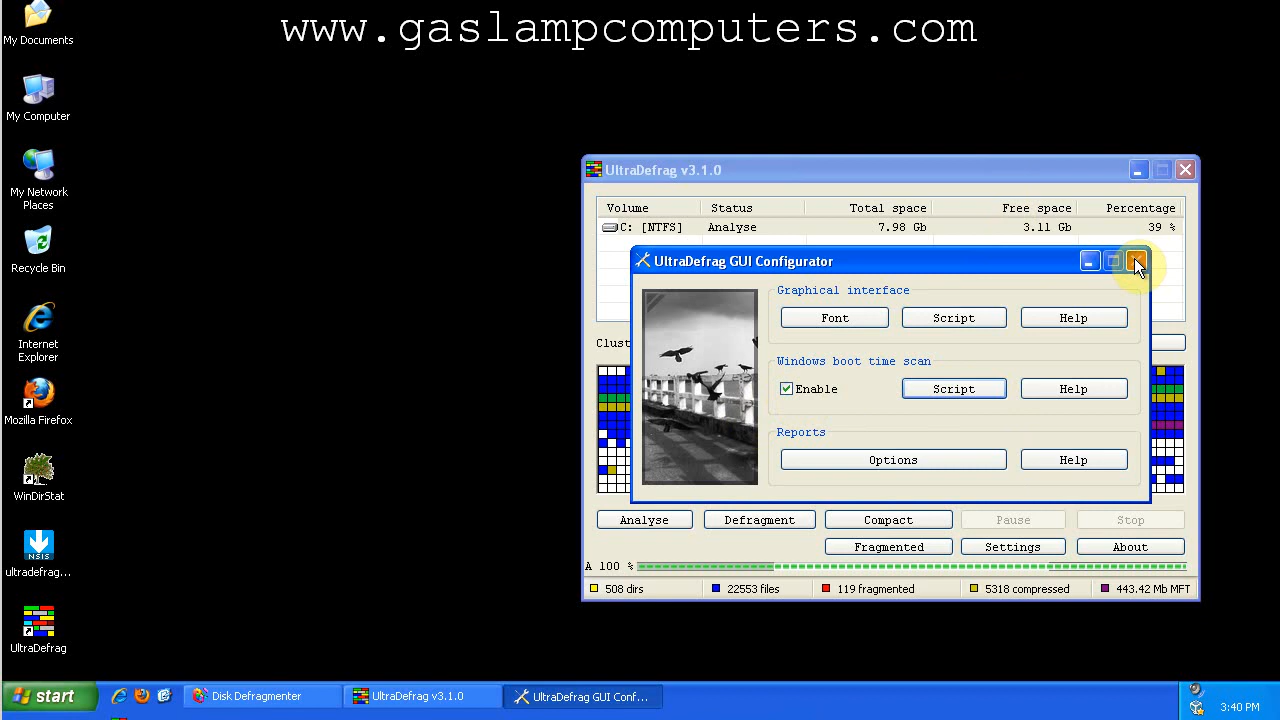 www.gaslampcomputers.com
My Documents
My Computer
My Network
Places
Recycle Bin
Internet
Explorer
Mozilla Firefox
WinDirStat
NSIS
ultradefrag...
UltraDefrag
UltraDefrag v3.1.0
Volume Status Total space Free space Percentage
C: [NTFS] Analyse 7.98 Gb 3.11 Gb 39 %
UltraDefrag GUI Configurator
Graphical interface
Font Script Help
Clust
Windows boot time scan
Enable Script Help
Reports
Options Help
Analyse Defragment Compact Pause Stop
Fragmented Settings About
A 100 %
508 dirs 22553 files 119 fragmented 5318 compressed 443.42 Mb MFT
start Disk Defragmenter UltraDefrag v3.1.0 UltraDefrag GUI Conf... 3:40 PM